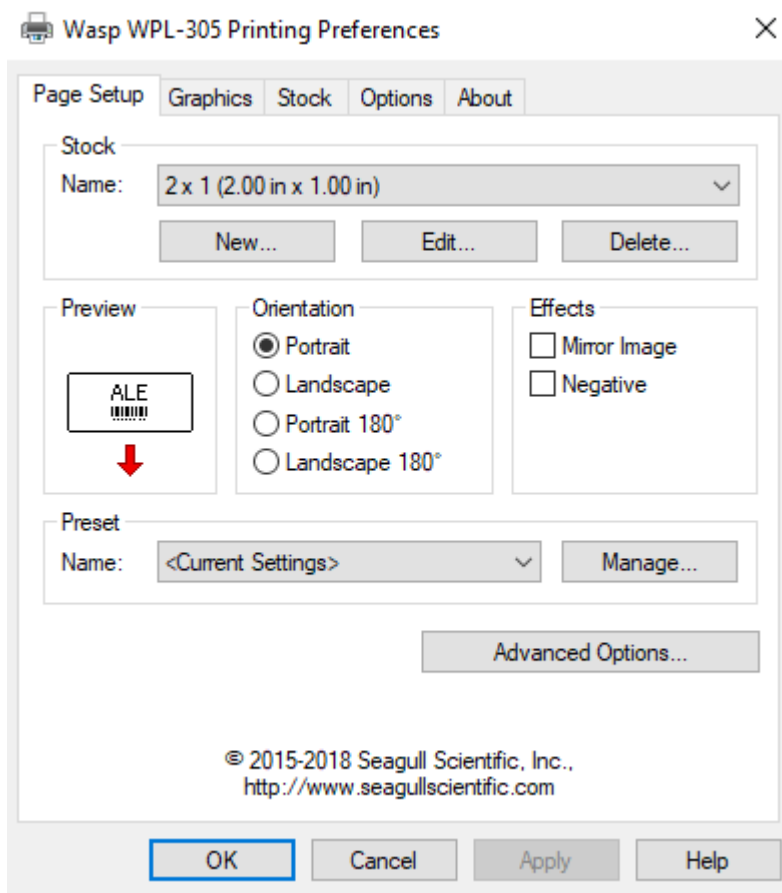 Wasp WPL-305 Printing Preferences
Page Setup Graphics Stock Options About
Stock
Name: 2 x 1 (2.00 in x 1.00 in)
New... Edit... Delete...
Preview
ALE
Orientation
Portrait
Landscape
Portrait 180°
Landscape 180°
Effects
Mirror Image
Negative
Preset
Name: <Current Settings> Manage...
Advanced Options...
© 2015-2018 Seagull Scientific, Inc.,
http://www.seagullscientific.com
OK Cancel Apply Help